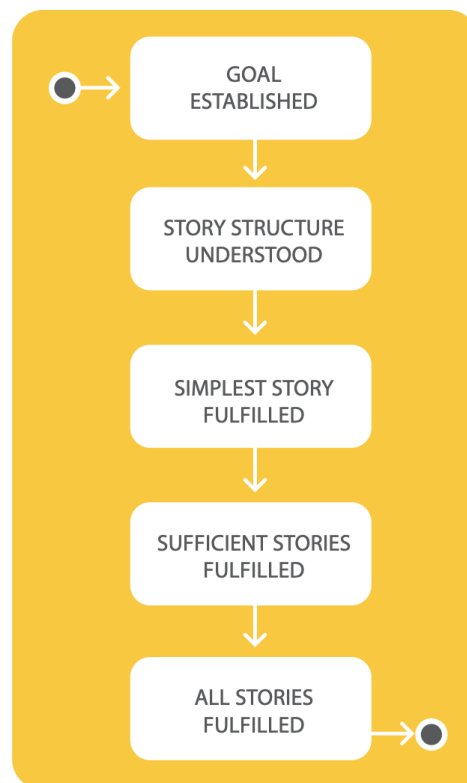 GOAL
ESTABLISHED
STORY STRUCTURE
UNDERSTOOD
SIMPLEST STORY
FULFILLED
SUFFICIENT STORIES
FULFILLED
ALL STORIES
FULFILLED